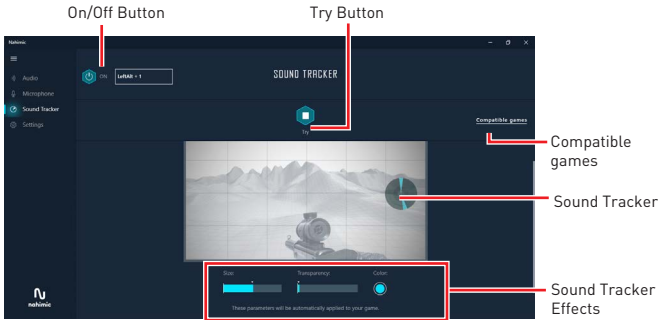 On/Off Button
Try Button
Nahimic
Audio
Microphone
Sound Tracker
Settings
ON
LeftAlt + 1
SOUND TRACKER
Try
Compatible games
Compatible
games
Sound Tracker
Size:
Transparency:
Color:
These parameters will be automatically applied to your game.
Sound Tracker
Effects
nahimic